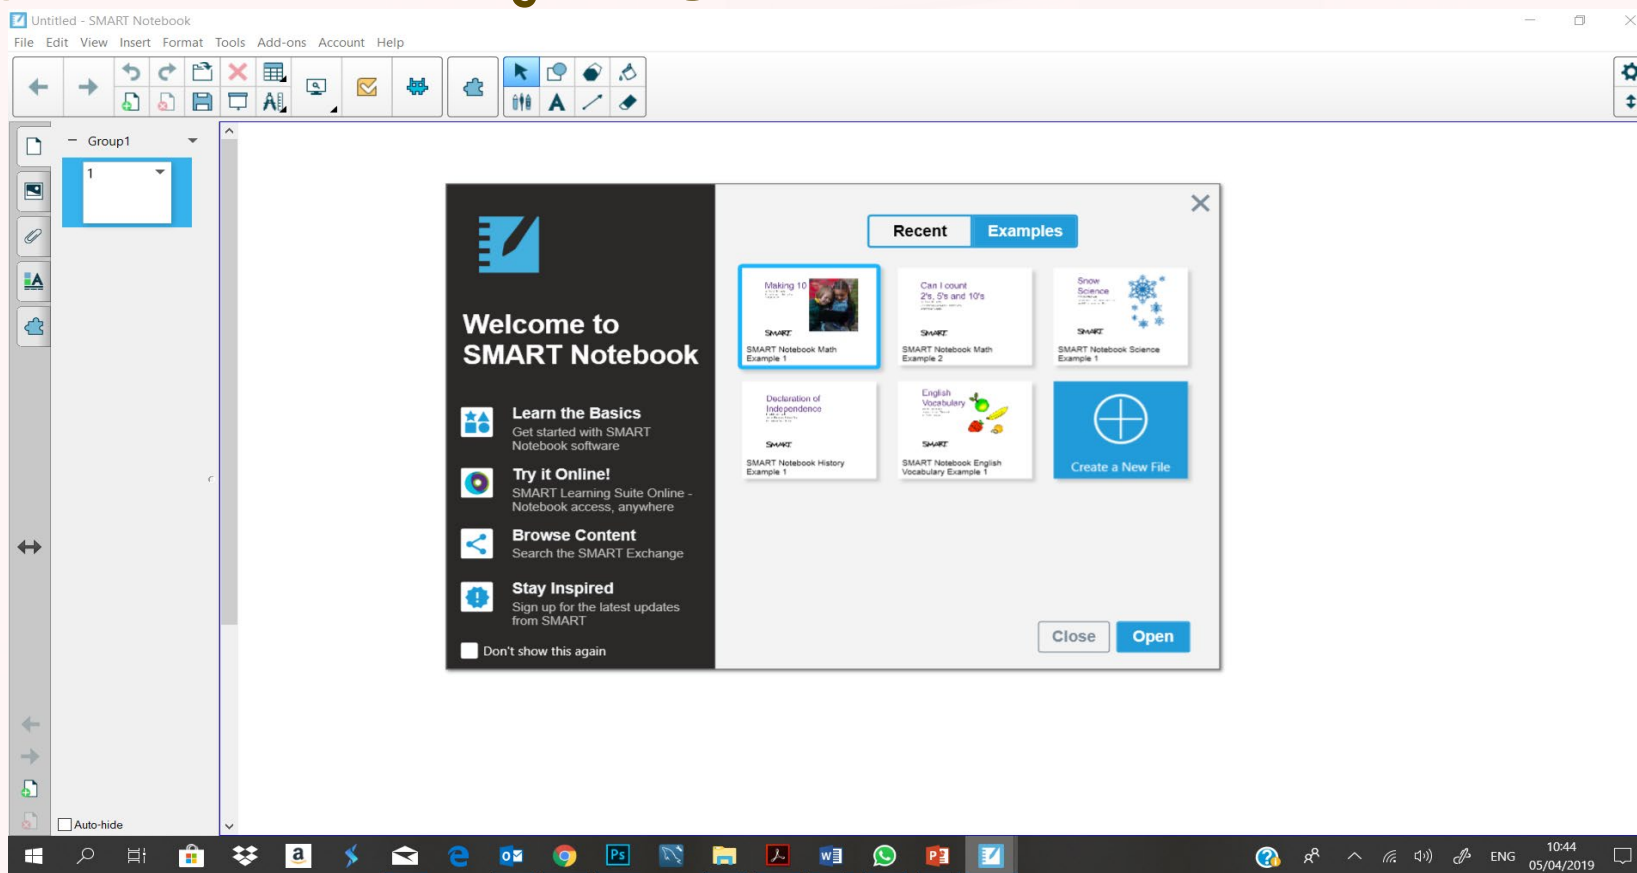 Untitled - SMART Notebook
File Edit View Insert Format Tools Add-ons Account Help
Group1
1
Auto-hide
Welcome to
SMART Notebook
Learn the Basics
Get started with SMART
Notebook software
Try it Online!
SMART Learning Suite Online -
Notebook access, anywhere
Browse Content
Search the SMART Exchange
Stay Inspired
Sign up for the latest updates
from SMART
Don't show this again
Recent Examples
Making 10
SMART
SMART Notebook Math
Example 1
Can I count
2's, 5's and 10's
SMART
SMART Notebook Math
Example 2
Snow
Science
SMART
SMART Notebook Science
Example 1
Declaration of
Independence
SMART
SMART Notebook History
Example 1
English
Vocabulary
SMART
SMART Notebook English
Vocabulary Example 1
Create a New File
Close Open
ENG
10:44
05/04/2019